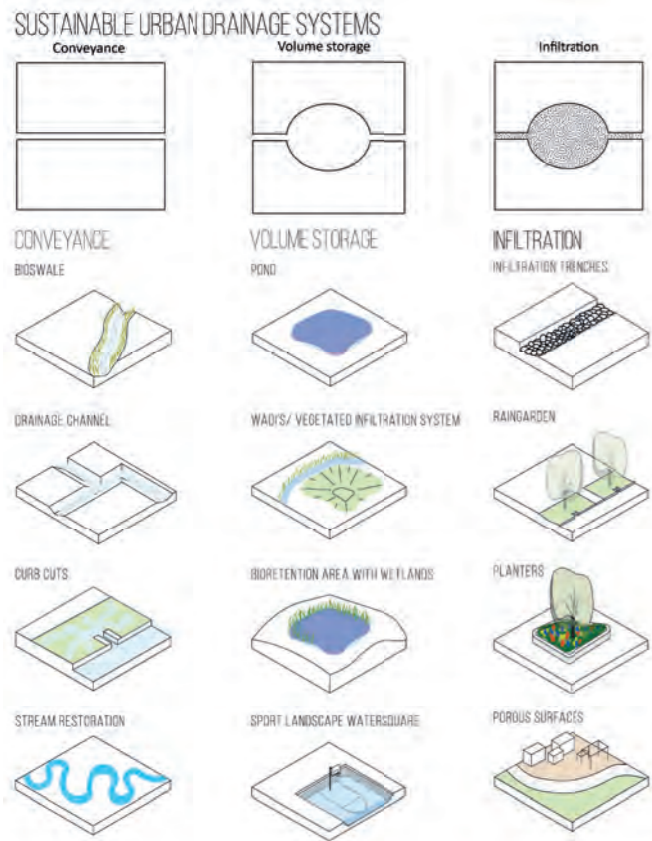 SUSTAINABLE URBAN DRAINAGE SYSTEMS
Conveyance
Volume storage
Infiltration
CONVEYANCE
VOLUME STORAGE
INFILTRATION
BIOSWALE
POND
INFILTRATION TRENCHES
DRAINAGE CHANNEL
WADI'S/ VEGETATED INFILTRATION SYSTEM
RAINGARDEN
CURB CUTS
BIORETENTION AREA WITH WETLANDS
PLANTERS
STREAM RESTORATION
SPORT LANDSCAPE WATERSQUARE
POROUS SURFACES